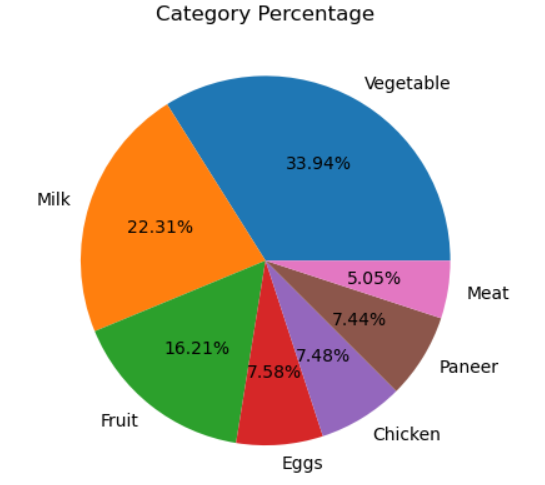 Category Percentage
Vegetable
33.94%
Milk
22.31%
5.05%
Meat
7.44%
16.21%
7.48%
7.58%
Paneer
Fruit
Chicken
Eggs